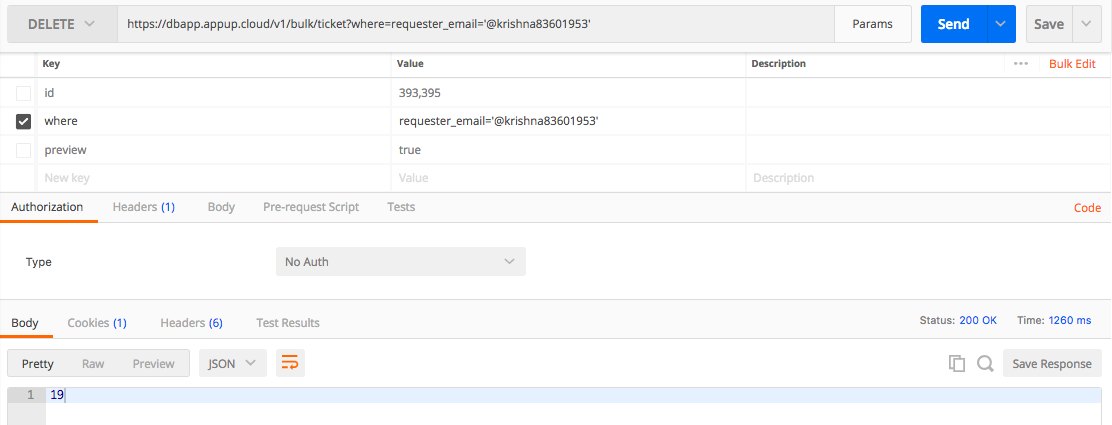 DELETE https://dbapp.appup.cloud/v1/bulk/ticket?where=requester_email='@krishna83601953' Params Send Save
Key Value Description ••• Bulk Edit
id 393,395
where requester_email='@krishna83601953'
preview true
New key Value Description
Authorization Headers (1) Body Pre-request Script Tests Code
Type No Auth
Body Cookies (1) Headers (6) Test Results Status: 200 OK Time: 1260 ms
Pretty Raw Preview JSON Save Response
1 19